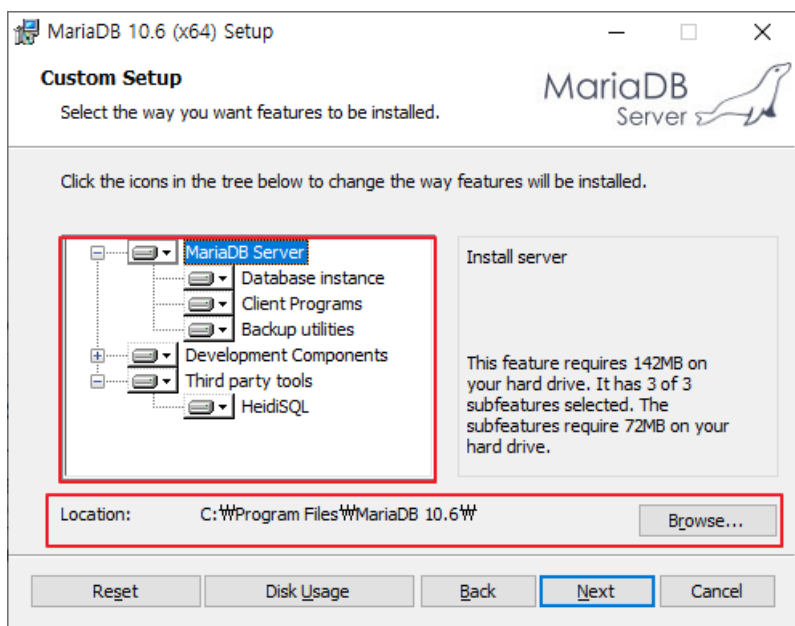 MariaDB 10.6 (x64) Setup
Custom Setup
Select the way you want features to be installed.
MariaDB
Server
Click the icons in the tree below to change the way features will be installed.
MariaDB Server
Database instance
Client Programs
Backup utilities
Development Components
Third party tools
HeidiSQL
Install server
This feature requires 142MB on
your hard drive. It has 3 of 3
subfeatures selected. The
subfeatures require 72MB on your
hard drive.
Location: C:₩Program Files₩MariaDB 10.6₩ Browse...
Reset Disk Usage Back Next Cancel